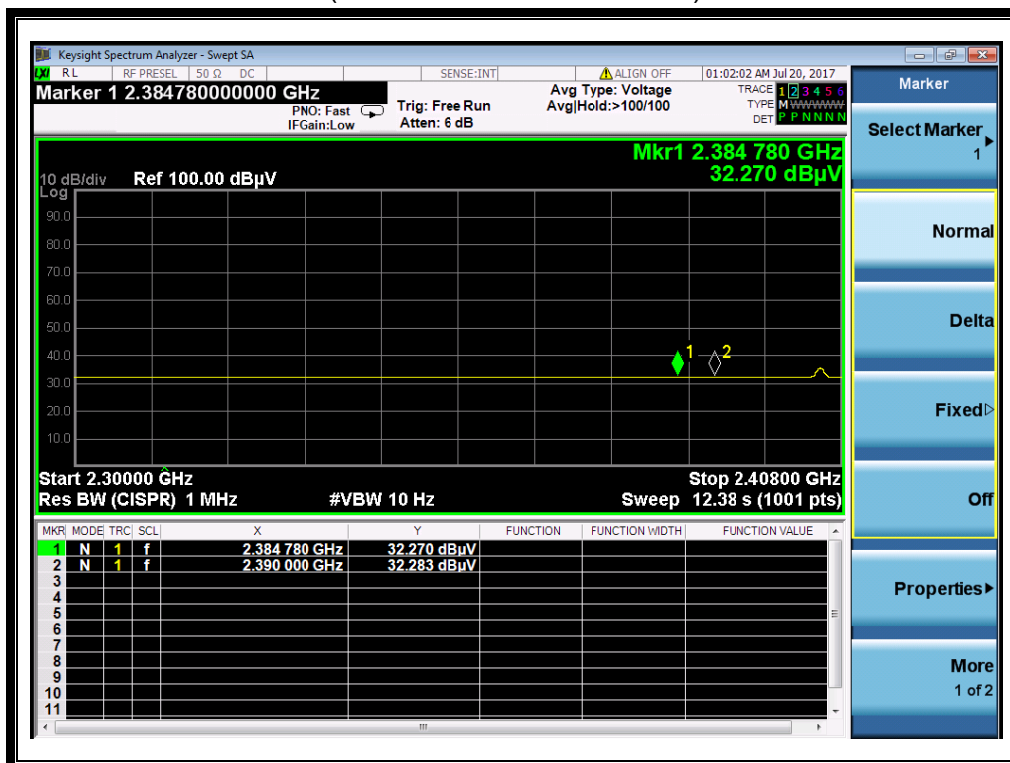 Keysight Spectrum Analyzer - Swept SA
LXI RL RF PRESEL 50 Ω DC SENSE:INT ALIGN OFF 01:02:02 AM Jul 20, 2017
Marker 1 2.384780000000 GHz
PNO: Fast
IFGain:Low
Trig: Free Run
Atten: 6 dB
Avg Type: Voltage
Avg|Hold:>100/100
TRACE 1 2 3 4 5 6
TYPE M WWWWW
DET P P N N N N
Mkr1 2.384 780 GHz
32.270 dBµV
10 dB/div Ref 100.00 dBµV
Log
90.0
80.0
70.0
60.0
50.0
40.0
30.0
20.0
10.0
1
2
Start 2.30000 GHz Stop 2.40800 GHz
Res BW (CISPR) 1 MHz #VBW 10 Hz Sweep 12.38 s (1001 pts)
MKR MODE TRC SCL X Y FUNCTION FUNCTION WIDTH FUNCTION VALUE
1 N 1 f 2.384 780 GHz 32.270 dBµV
2 N 1 f 2.390 000 GHz 32.283 dBµV
3
4
5
6
7
8
9
10
11
Marker
Select Marker
1
Normal
Delta
Fixed
Off
Properties
More
1 of 2